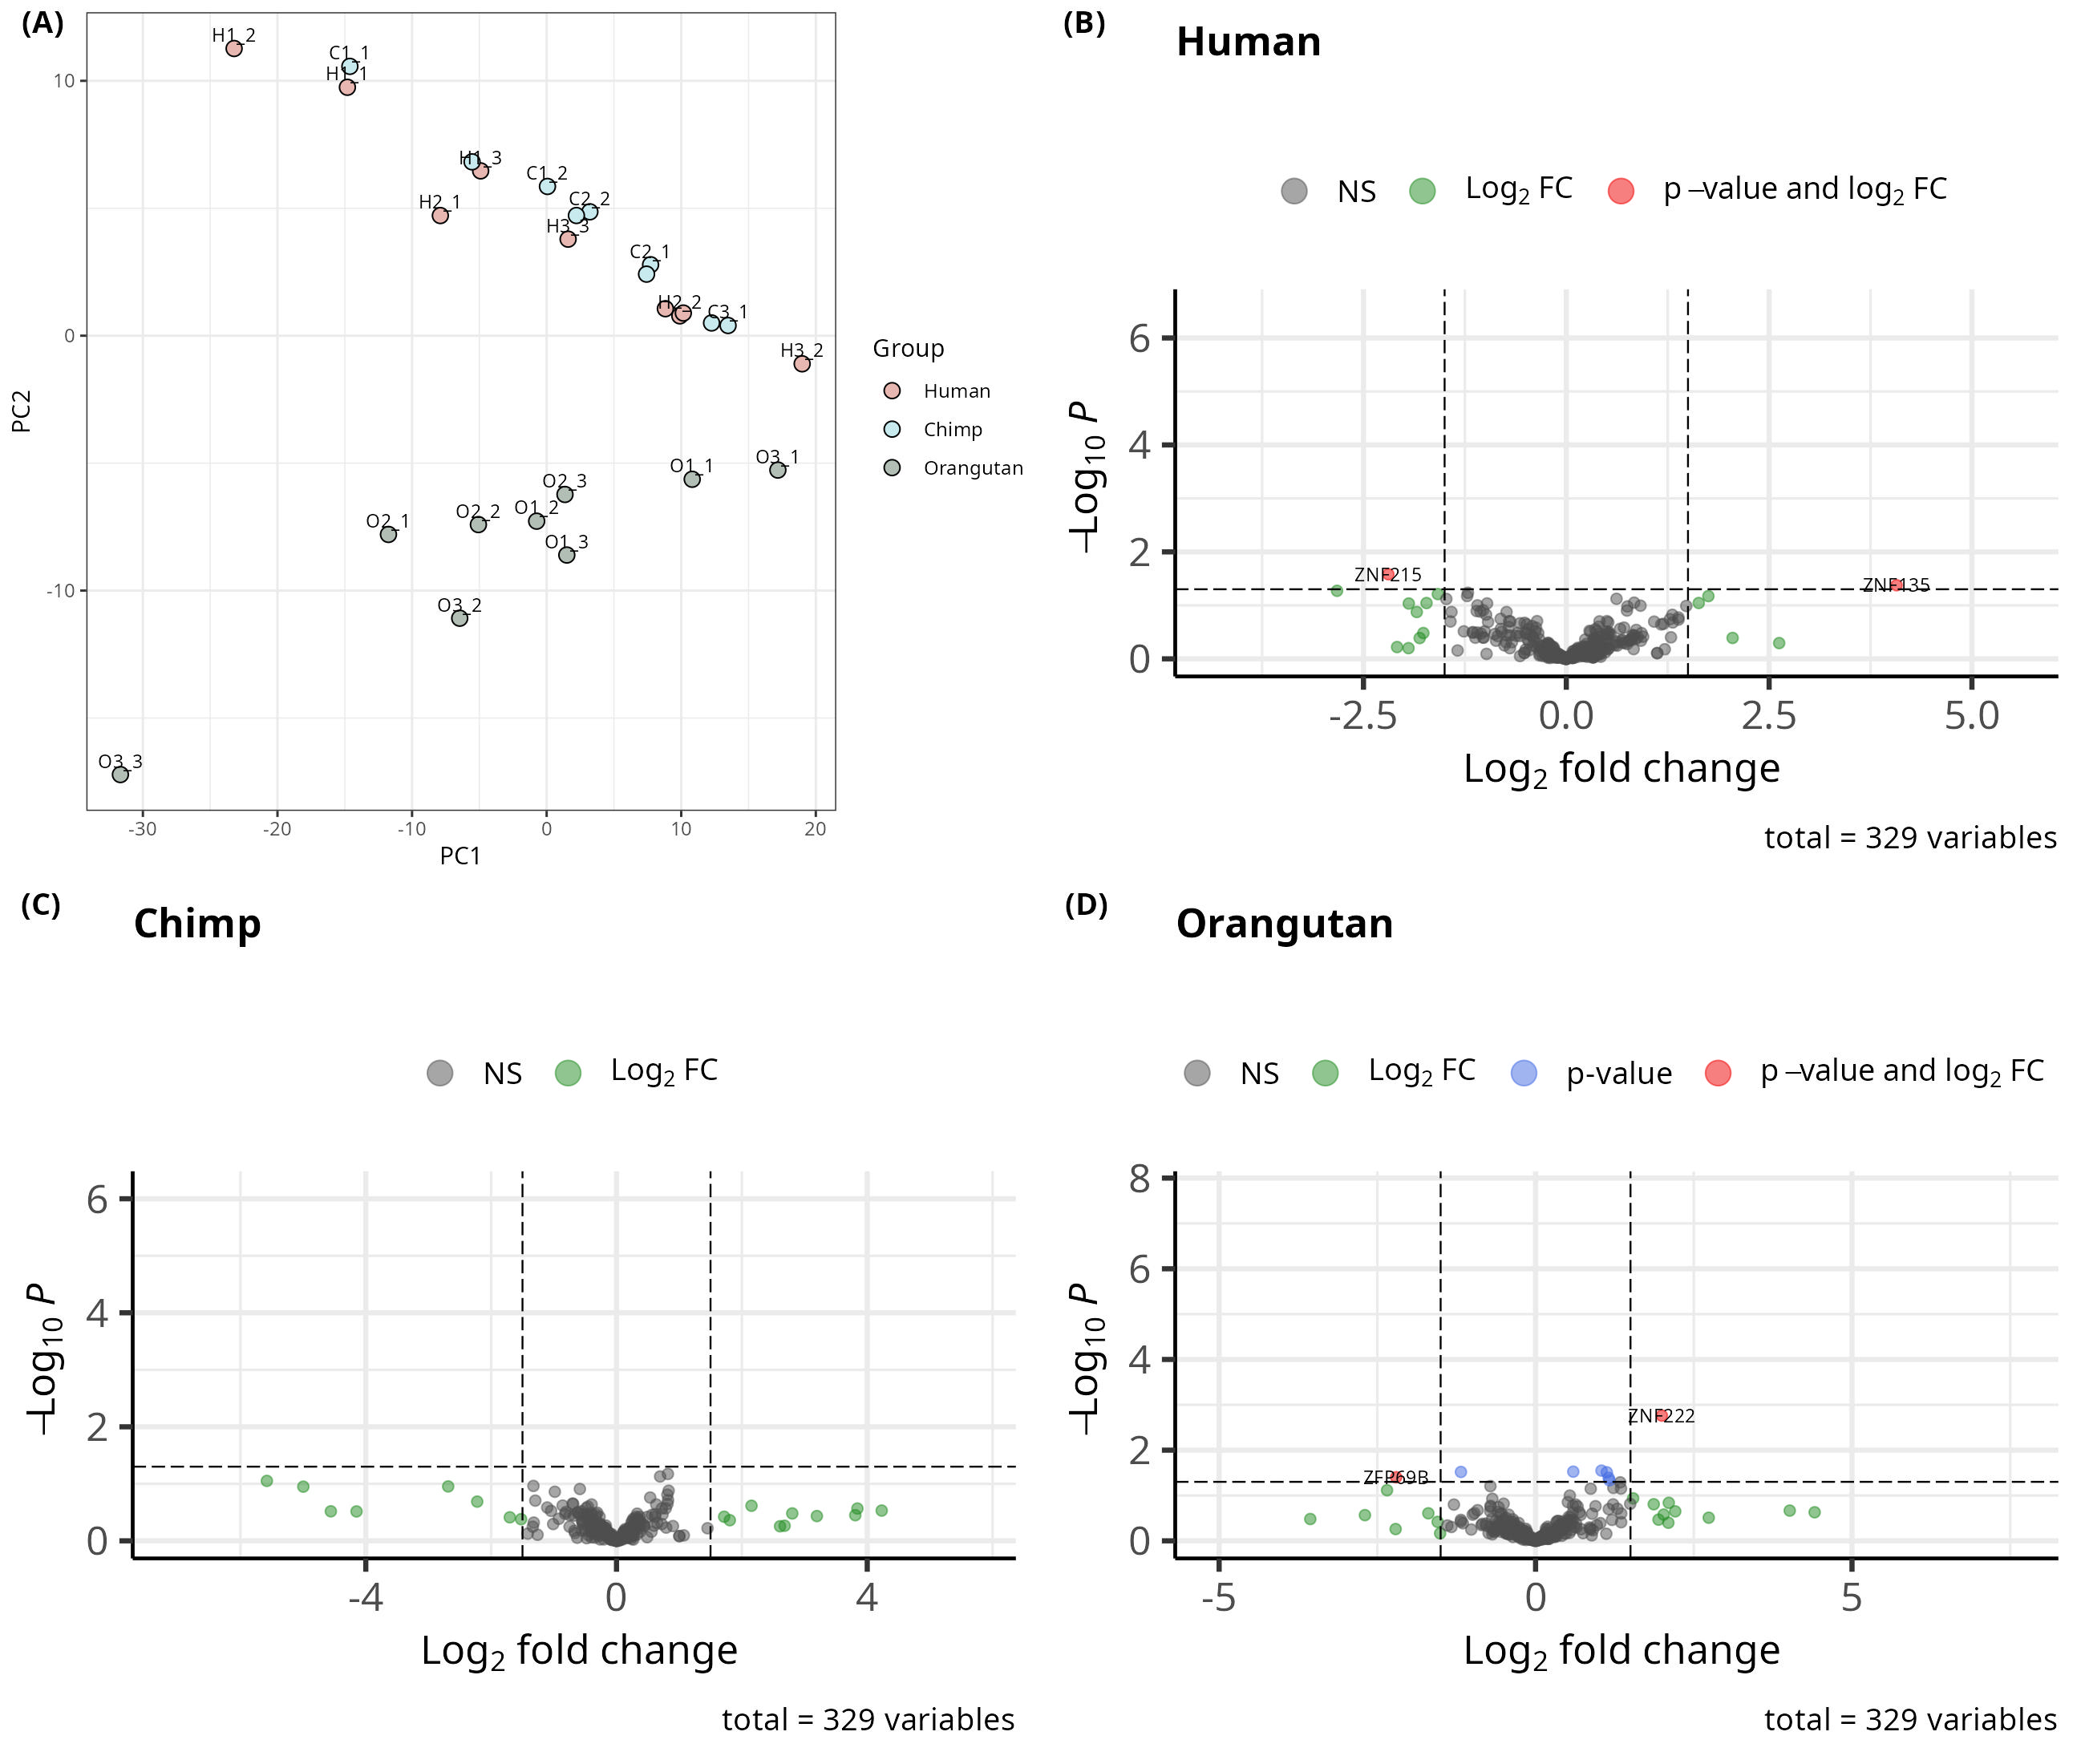 (A)
H1_2
C1_1
H1_1
H1_3
C1_2
H2_1
C2_2
H3_3
C2_1
H2_2
C3_1
H3_2
O3_1
O1_1
O2_3
O1_2
O2_2
O2_1
O1_3
O3_2
O3_3
10
0
-10
PC2
-30
-20
-10
0
10
20
PC1
Group
Human
Chimp
Orangutan
(B)
Human
NS
Log2 FC
p –value and log2 FC
6
4
2
0
–Log10 P
ZNF215
ZNF135
-2.5
0.0
2.5
5.0
Log2 fold change
total = 329 variables
(C)
Chimp
NS
Log2 FC
6
4
2
0
–Log10 P
-4
0
4
Log2 fold change
total = 329 variables
(D)
Orangutan
NS
Log2 FC
p-value
p –value and log2 FC
8
6
4
2
0
–Log10 P
ZNF222
ZFP69B
-5
0
5
Log2 fold change
total = 329 variables